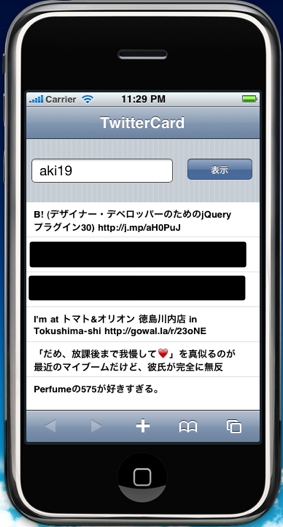 Carrier
11:29 PM
TwitterCard
aki19
表示
B! (デザイナー・デベロッパーのためのjQuery
プラグイン30) http://j.mp/aH0PuJ
I'm at トマト&オリオン 徳島川内店 in
Tokushima-shi http://gowal.la/r/23oNE
「だめ、放課後まで我慢して❤」を真似るのが
最近のマイブームだけど、彼氏が完全に無反
Perfumeの575が好きすぎる。